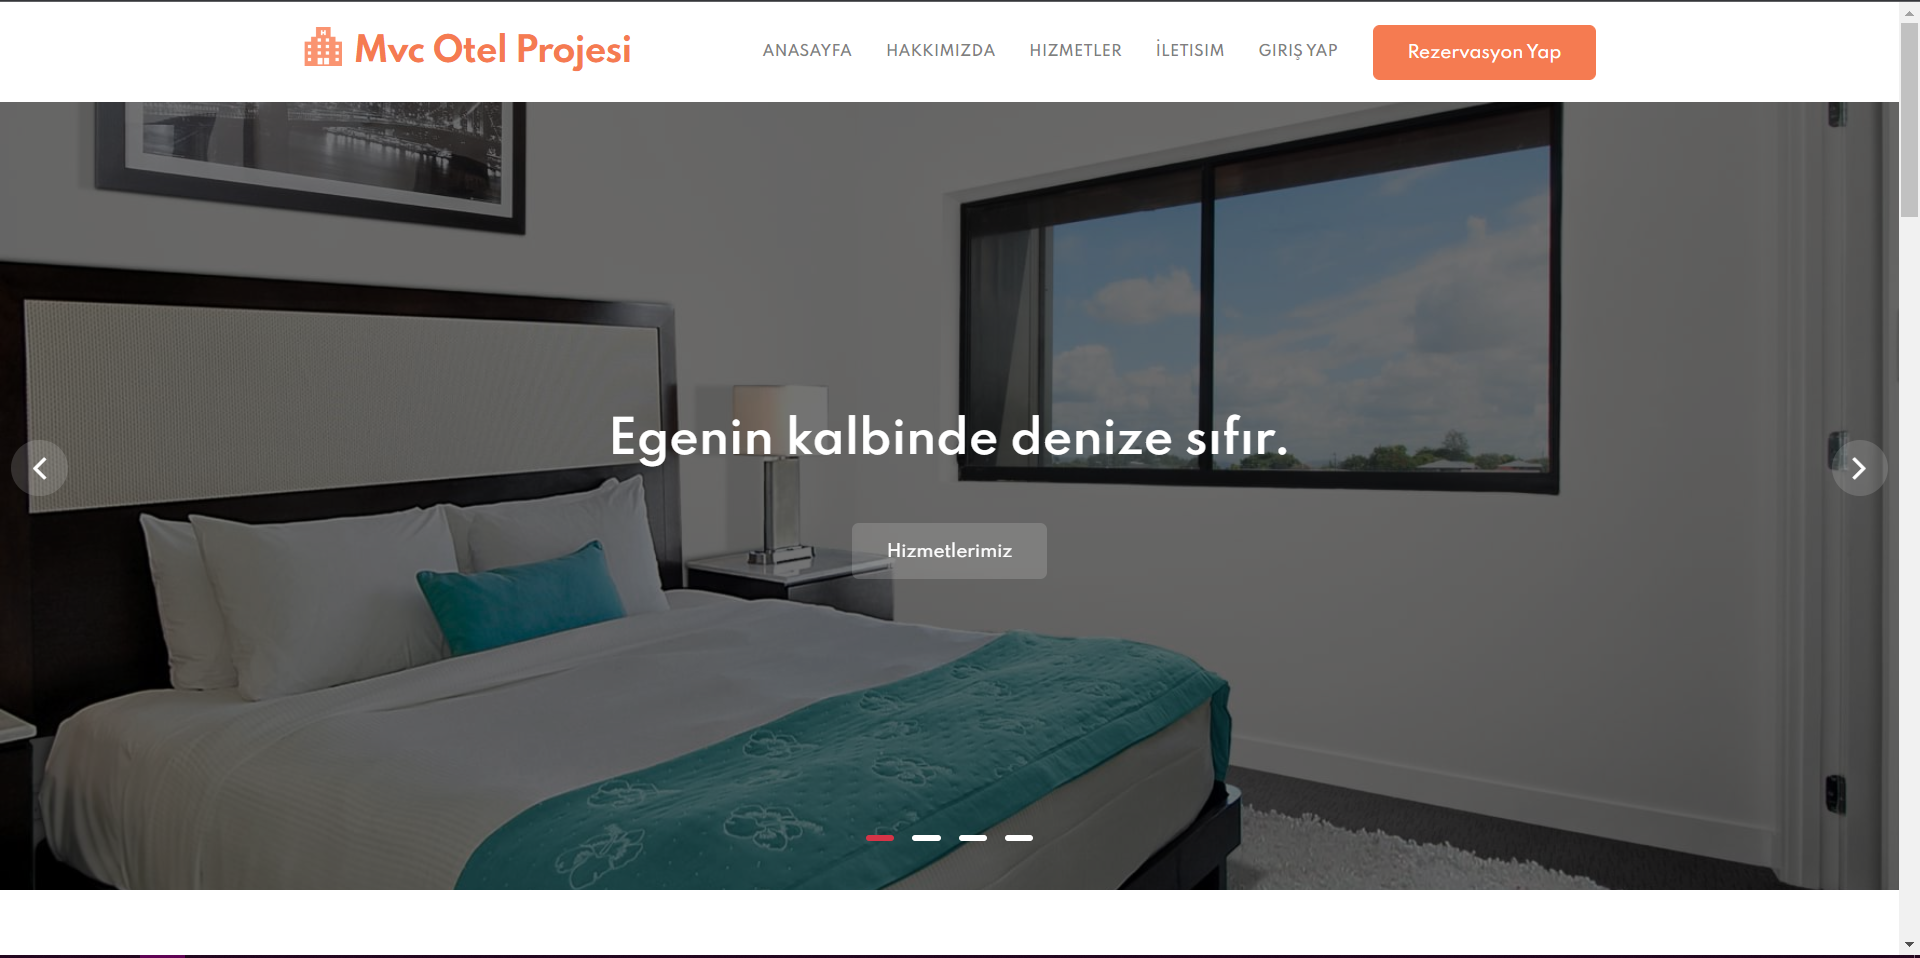 Mvc Otel Projesi
ANASAYFA HAKKIMIZDA HIZMETLER İLETISIM GIRIŞ YAP Rezervasyon Yap
Egenin kalbinde denize sıfır.
Hizmetlerimiz